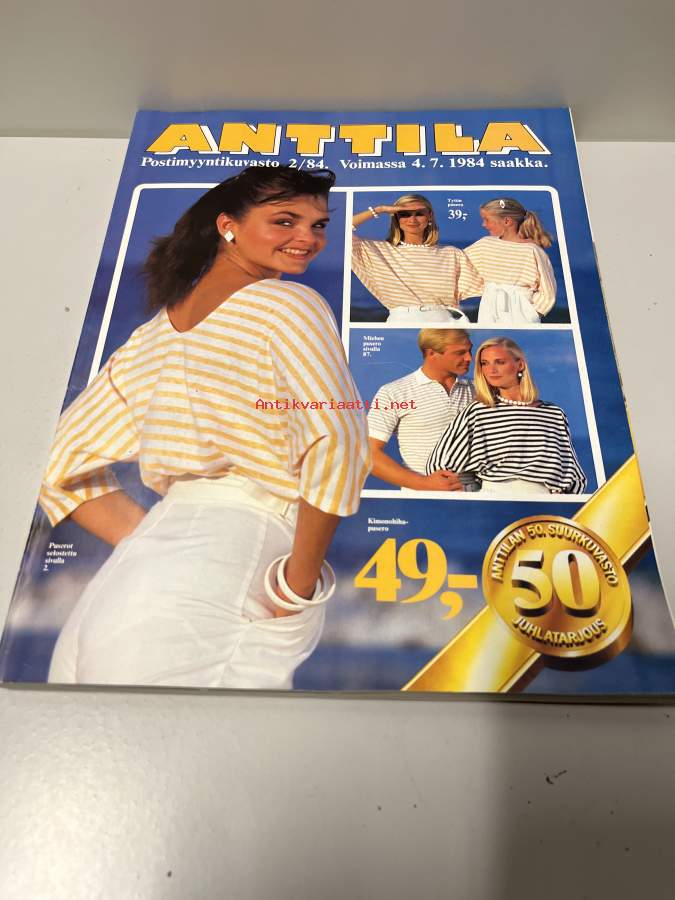 ANTTILA
Postimyyntikuvasto 2/84. Voimassa 4. 7. 1984 saakka.
Tytön
pusero
39,-
Miehen
pusero
sivulla
87.
Antikvariaatti.net
Kimonohiha-
pusero
49,-
Puserot
selostettu
sivulla
2.
ANTTILAN 50. SUURKUVASTO
50
JUHLATARJOUS